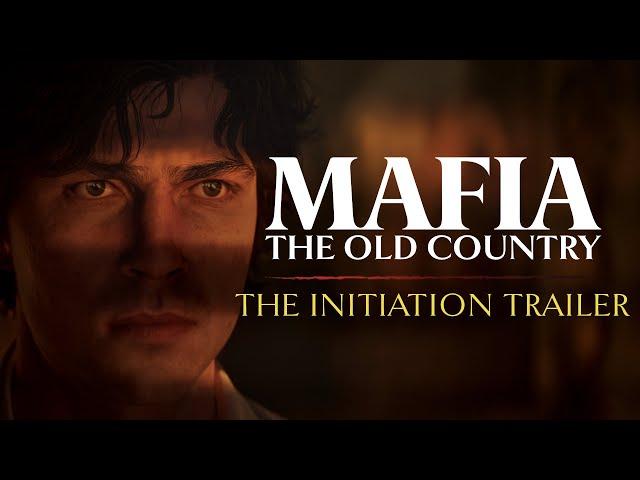 MAFIA
THE OLD COUNTRY
THE INITIATION TRAILER